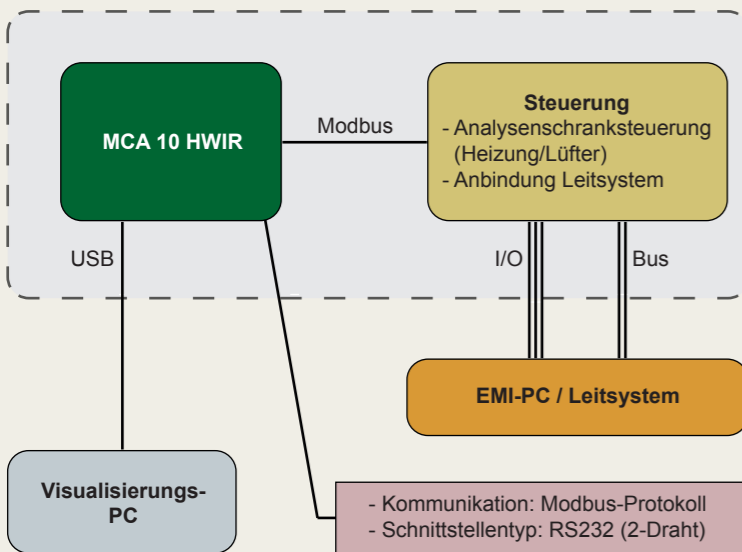 MCA 10 HWIR
Modbus
Steuerung
- Analysenschranksteuerung
(Heizung/Lüfter)
- Anbindung Leitsystem
USB
I/O
Bus
EMI-PC / Leitsystem
Visualisierungs-
PC
- Kommunikation: Modbus-Protokoll
- Schnittstellentyp: RS232 (2-Draht)